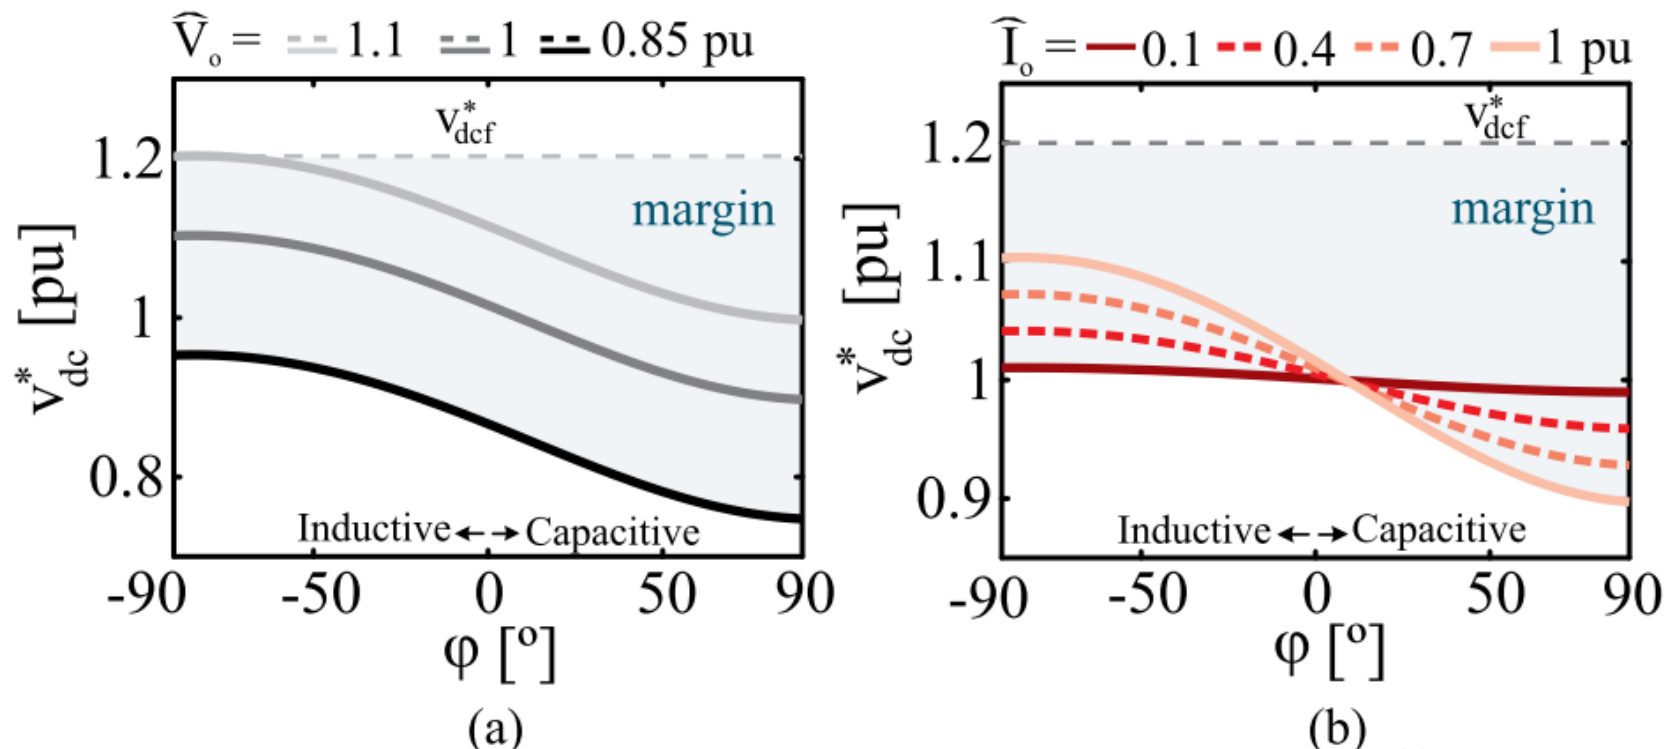 V̂ₒ = 1.1 1 0.85 pu
v*dcf
margin
1.2
1
0.8
v*dc [pu]
Inductive ←→ Capacitive
-90 -50 0 50 90
φ [º]
(a)
Îₒ = 0.1 0.4 0.7 1 pu
v*dcf
margin
1.2
1.1
1
0.9
v*dc [pu]
Inductive ←→ Capacitive
-90 -50 0 50 90
φ [º]
(b)